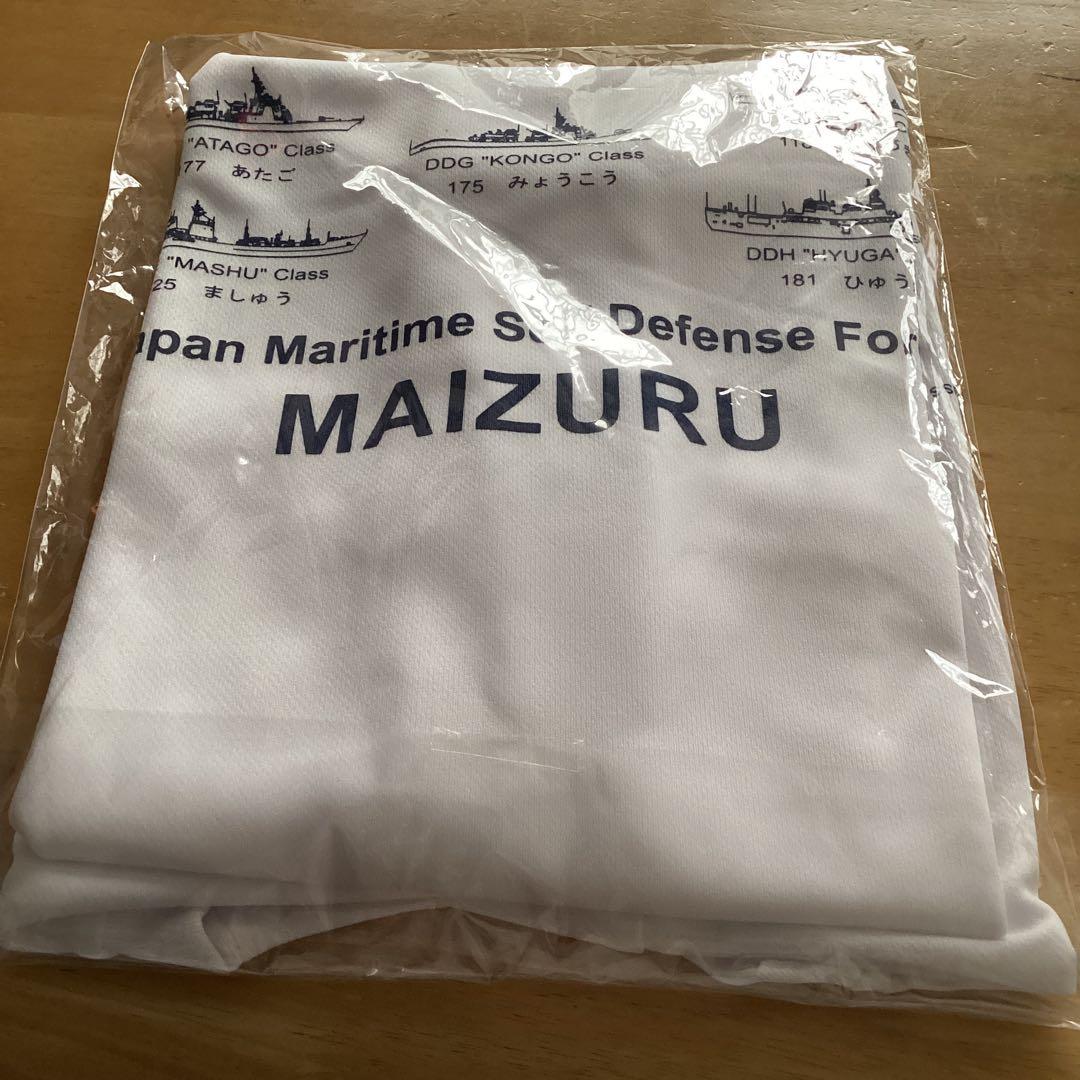 "ATAGO" Class
77 あたご
DDG "KONGO" Class
175 みょうこう
"MASHU" Class
25 ましゅう
DDH "HYUGA"
181 ひゅう
apan Maritime Defense For
MAIZURU